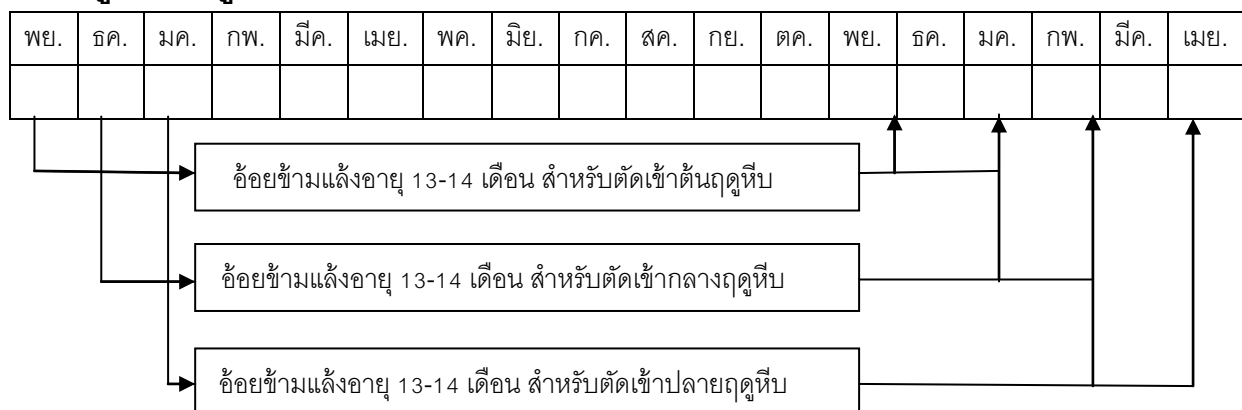 พย. ธค. มค. กพ. มีค. เมย. พค. มิย. กค. สค. กย. ตค. พย. ธค. มค. กพ. มีค. เมย.
อ้อยข้ามแล้งอายุ 13-14 เดือน สำหรับตัดเข้าต้นฤดูหีบ
อ้อยข้ามแล้งอายุ 13-14 เดือน สำหรับตัดเข้ากลางฤดูหีบ
อ้อยข้ามแล้งอายุ 13-14 เดือน สำหรับตัดเข้าปลายฤดูหีบ